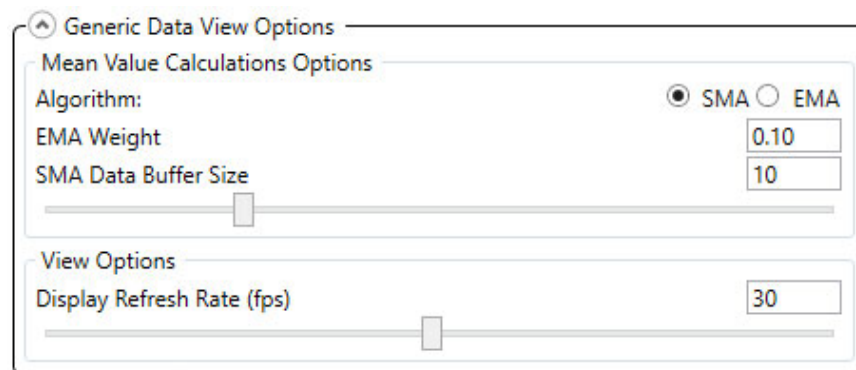 Generic Data View Options
Mean Value Calculations Options
Algorithm: SMA EMA
EMA Weight 0.10
SMA Data Buffer Size 10
View Options
Display Refresh Rate (fps) 30